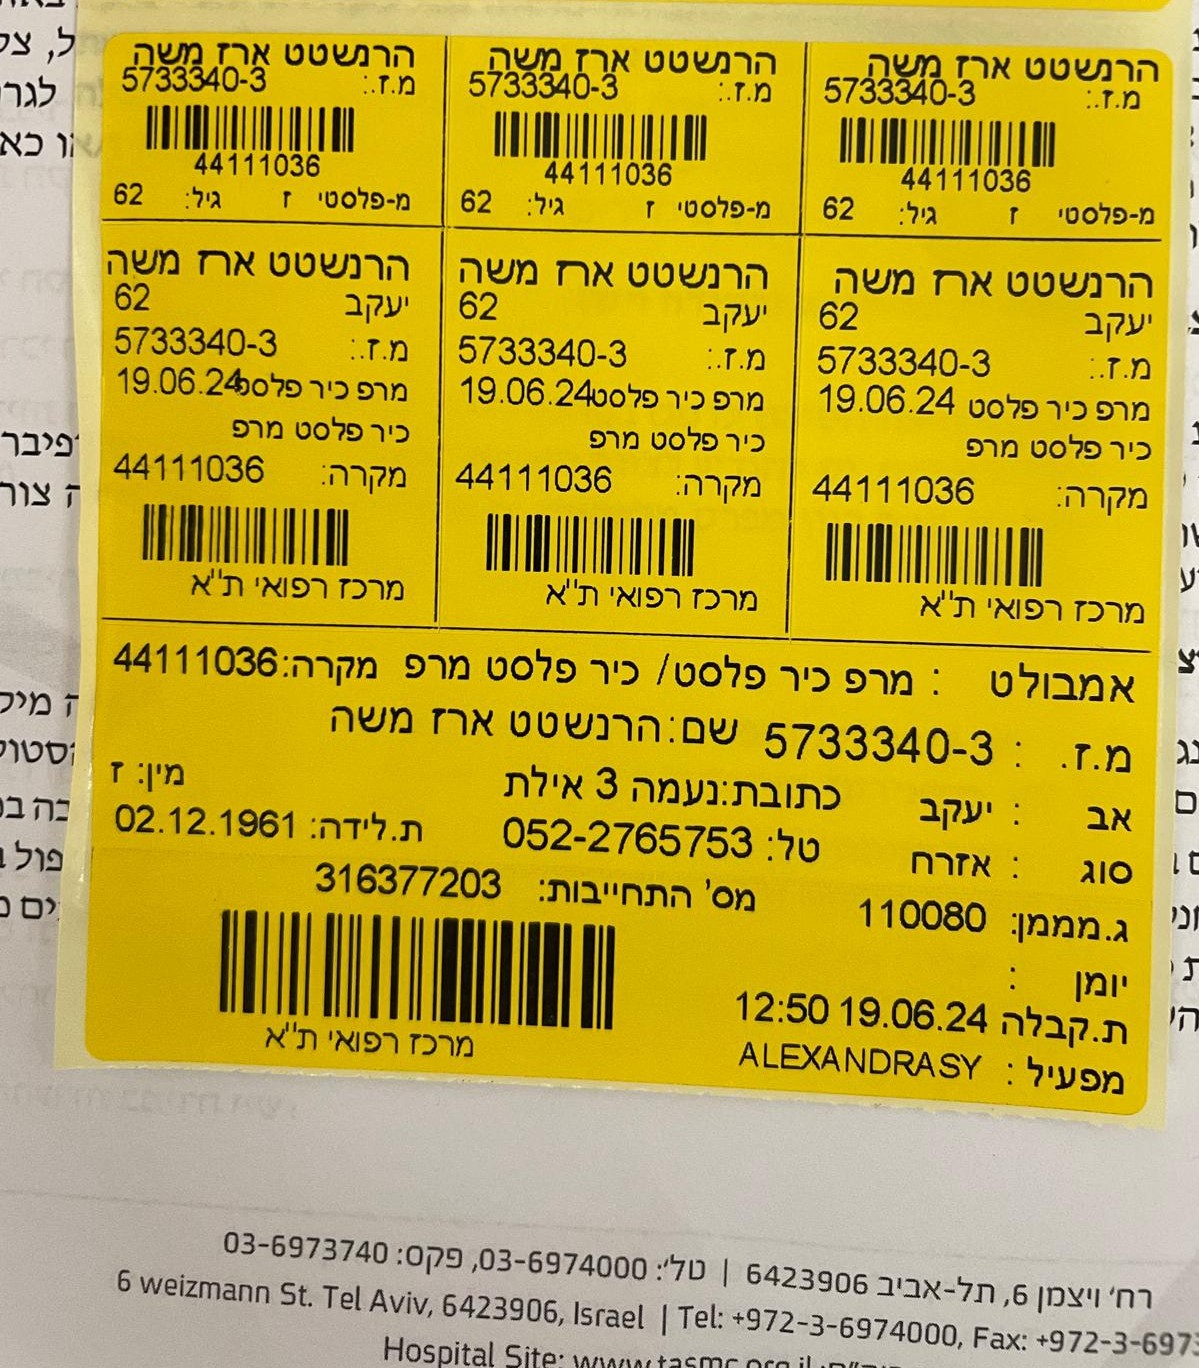 הרנשטט ארז משה
מ.ז.: 5733340-3
44111036
מ-פלסטי ז גיל: 62
הרנשטט ארז משה
מ.ז.: 5733340-3
44111036
מ-פלסטי ז גיל: 62
הרנשטט ארז משה
מ.ז.: 5733340-3
44111036
מ-פלסטי ז גיל: 62
הרנשטט ארז משה
יעקב 62
מ.ז.: 5733340-3
מרפ כיר פלסט 19.06.24
כיר פלסט מרפ
מקרה: 44111036
מרכז רפואי ת"א
הרנשטט ארז משה
יעקב 62
מ.ז.: 5733340-3
מרפ כיר פלסט 19.06.24
כיר פלסט מרפ
מקרה: 44111036
מרכז רפואי ת"א
הרנשטט ארז משה
יעקב 62
מ.ז.: 5733340-3
מרפ כיר פלסט 19.06.24
כיר פלסט מרפ
מקרה: 44111036
מרכז רפואי ת"א
אמבולט : מרפ כיר פלסט/ כיר פלסט מרפ מקרה:44111036
מ.ז. : 5733340-3 שם:הרנשטט ארז משה
אב : יעקב כתובת:נעמה 3 אילת מין: ז
סוג : אזרח טל: 052-2765753 ת.לידה: 02.12.1961
ג.מממן: 110080 מס' התחייבות: 316377203
יומן :
ת.קבלה 19.06.24 12:50
מפעיל : ALEXANDRASY
מרכז רפואי ת"א
רח' ויצמן 6, תל-אביב 6423906 | טל': 03-6974000, פקס: 03-6973740
6 weizmann St. Tel Aviv, 6423906, Israel | Tel: +972-3-6974000, Fax: +972-3-697
Hospital Site: www.tasmc.org.il